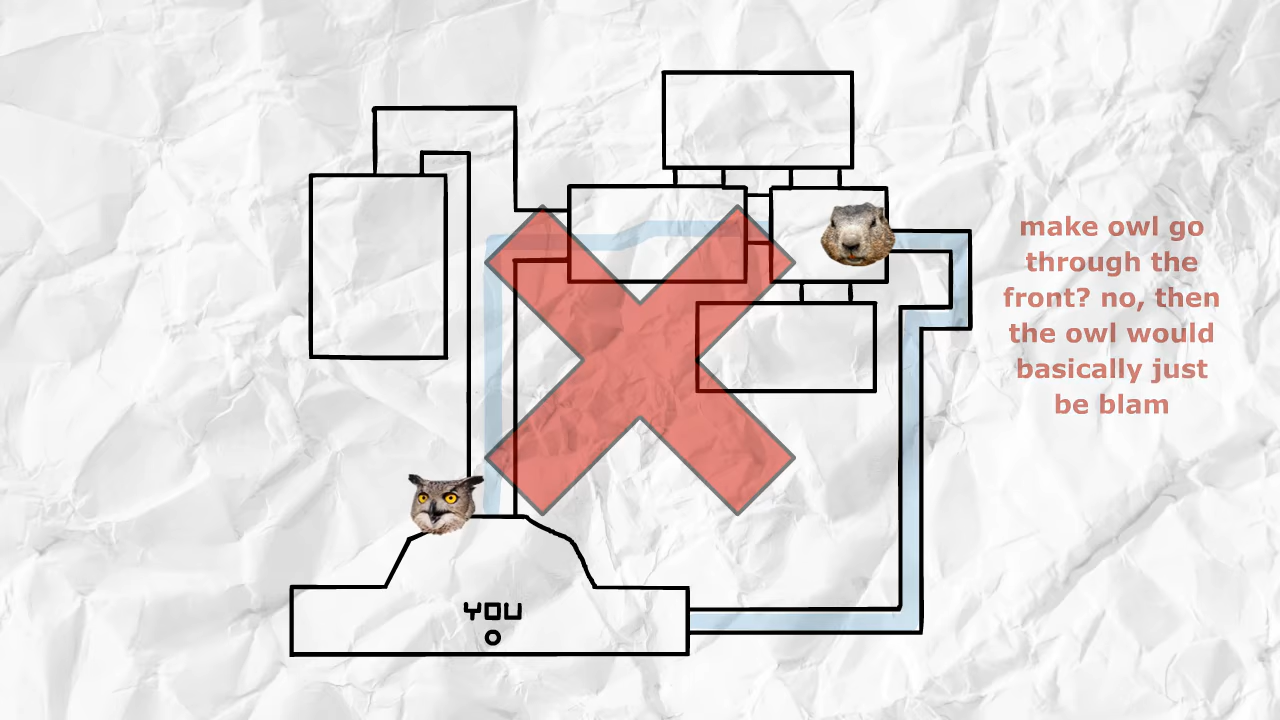 make owl go
through the
front? no, then
the owl would
basically just
be blam
YOU